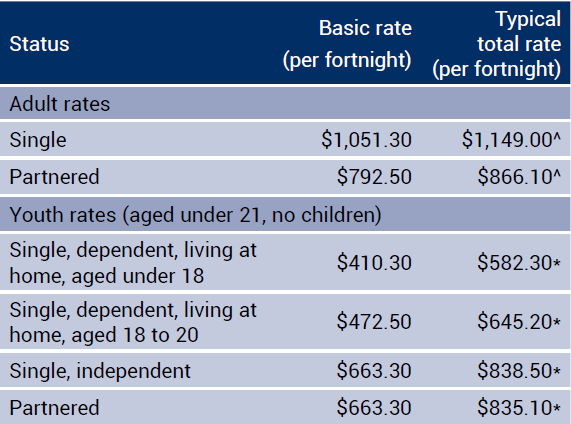 Status
Basic rate
(per fortnight)
Typical
total rate
(per fortnight)
Adult rates
Single $1,051.30 $1,149.00^
Partnered $792.50 $866.10^
Youth rates (aged under 21, no children)
Single, dependent, living at
home, aged under 18 $410.30 $582.30*
Single, dependent, living at
home, aged 18 to 20 $472.50 $645.20*
Single, independent $663.30 $838.50*
Partnered $663.30 $835.10*